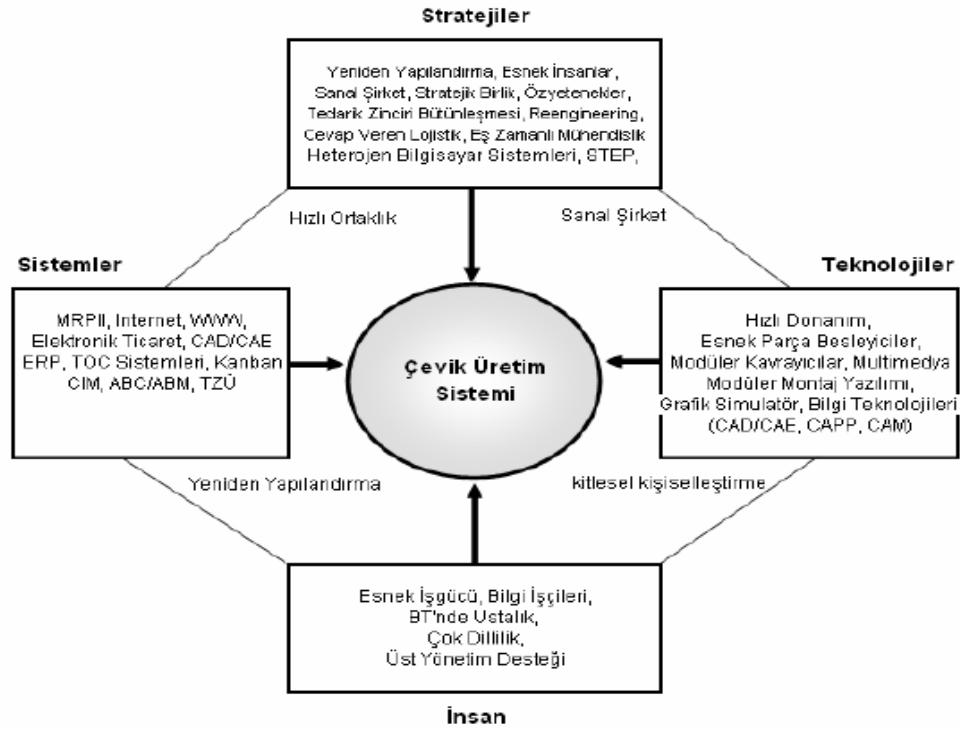 Stratejiler
Yeniden Yapılandırma, Esnek İnsanlar,
Sanal Şirket, Stratejik Birlik, Özyetenekler,
Tedarik Zinciri Bütünleşmesi, Reengineering,
Cevap Veren Lojistik, Eş Zamanlı Mühendislik
Heterojen Bilgisayar Sistemleri, STEP,
Hızlı Ortaklık
Sanal Şirket
Sistemler
MRPII, Internet, WWW,
Elektronik Ticaret, CAD/CAE
ERP, TOC Sistemleri, Kanban
CIM, ABC/ABM, TZÜ
Çevik Üretim
Sistemi
Teknolojiler
Hızlı Donanım,
Esnek Parça Besleyiciler,
Modüler Kavrayıcılar, Multimedya
Modüler Montaj Yazılımı,
Grafik Simulatör, Bilgi Teknolojileri
(CAD/CAE, CAPP, CAM)
Yeniden Yapılandırma
kitlesel kişiselleştirme
Esnek İşgücü, Bilgi İşçileri,
BT'nde Ustalık,
Çok Dillilik,
Üst Yönetim Desteği
İnsan